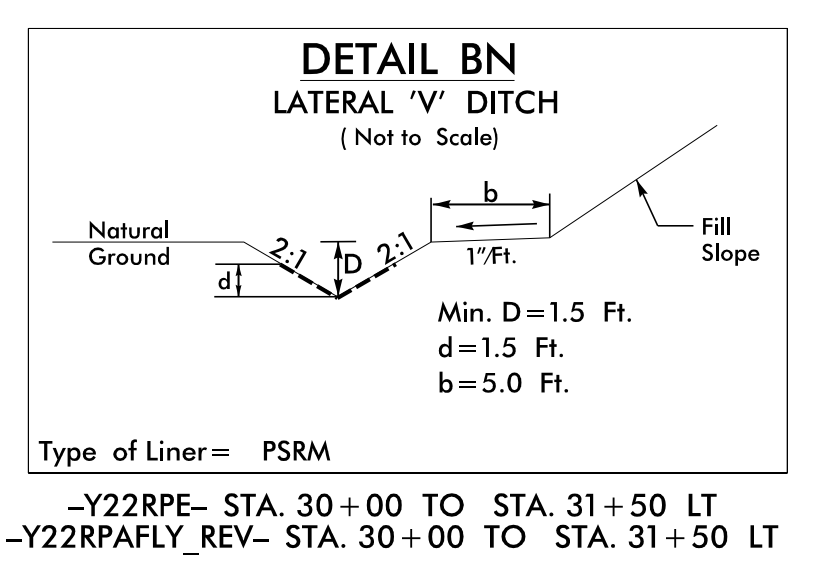 DETAIL BN
LATERAL 'V' DITCH
( Not to Scale)
b
Natural
Ground
2:1
D
2:1
d
1"/Ft.
Fill
Slope
Min. D=1.5 Ft.
d=1.5 Ft.
b=5.0 Ft.
Type of Liner= PSRM
-Y22RPE- STA. 30+00 TO STA. 31+50 LT
-Y22RPAFLY_REV- STA. 30+00 TO STA. 31+50 LT